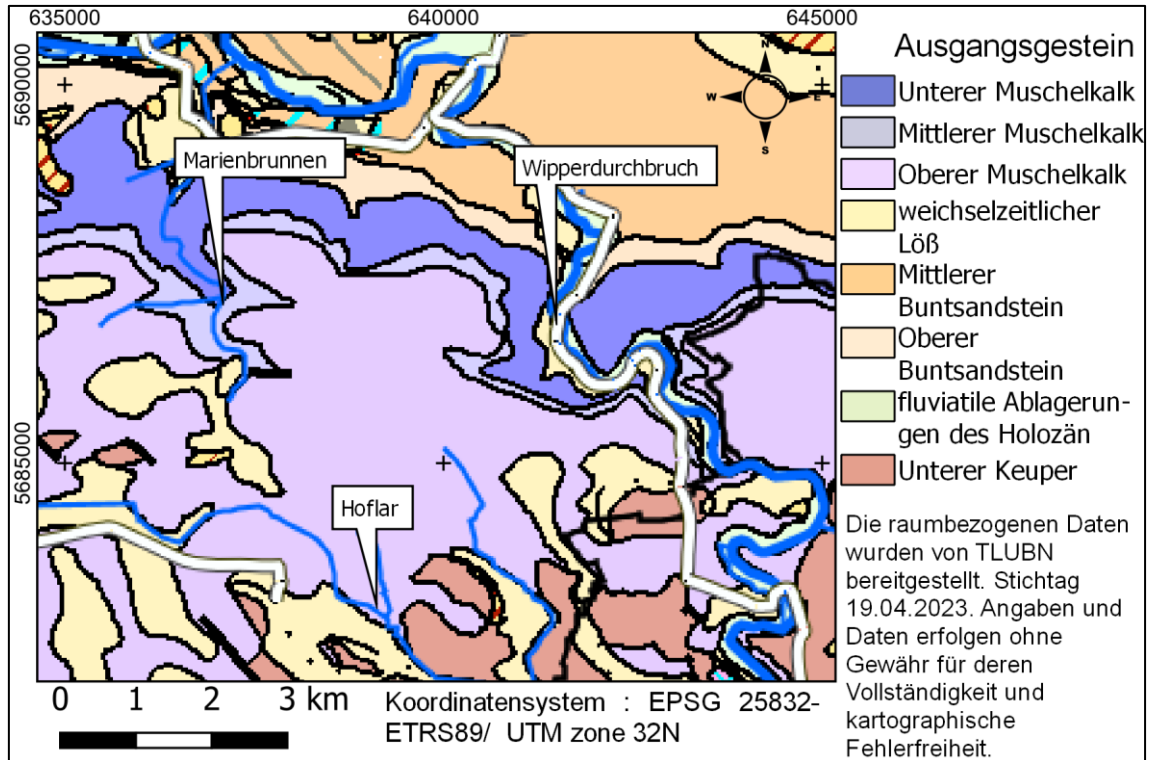 635000 640000 645000
5690000
5685000
N
W E
S
Marienbrunnen
Wipperdurchbruch
Hoflar
Ausgangsgestein
Unterer Muschelkalk
Mittlerer Muschelkalk
Oberer Muschelkalk
weichselzeitlicher
Löß
Mittlerer
Buntsandstein
Oberer
Buntsandstein
fluviatile Ablagerun-
gen des Holozän
Unterer Keuper
Die raumbezogenen Daten
wurden von TLUBN
bereitgestellt. Stichtag
19.04.2023. Angaben und
Daten erfolgen ohne
Gewähr für deren
Vollständigkeit und
kartographische
Fehlerfreiheit.
0 1 2 3 km
Koordinatensystem : EPSG 25832-
ETRS89/ UTM zone 32N